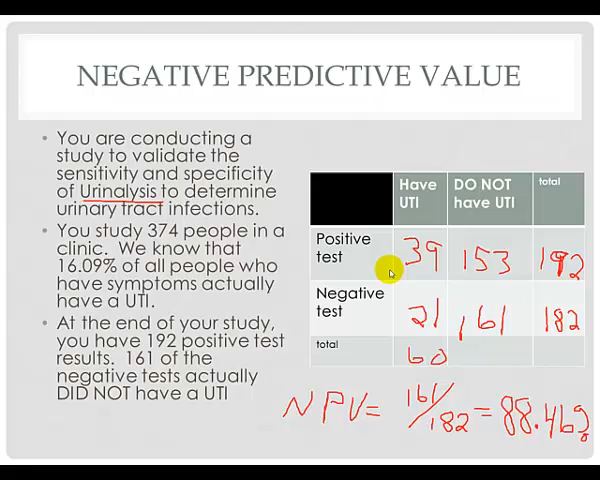 NEGATIVE PREDICTIVE VALUE
• You are conducting a
study to validate the
sensitivity and specificity
of Urinalysis to determine
urinary tract infections.
• You study 374 people in a
clinic. We know that
16.09% of all people who
have symptoms actually
have a UTI.
• At the end of your study,
you have 192 positive test
results. 161 of the
negative tests actually
DID NOT have a UTI
Have UTI DO NOT have UTI total
Positive test 39 153 192
Negative test 21 161 182
total 60
NPV= 161/182 = 88.46%